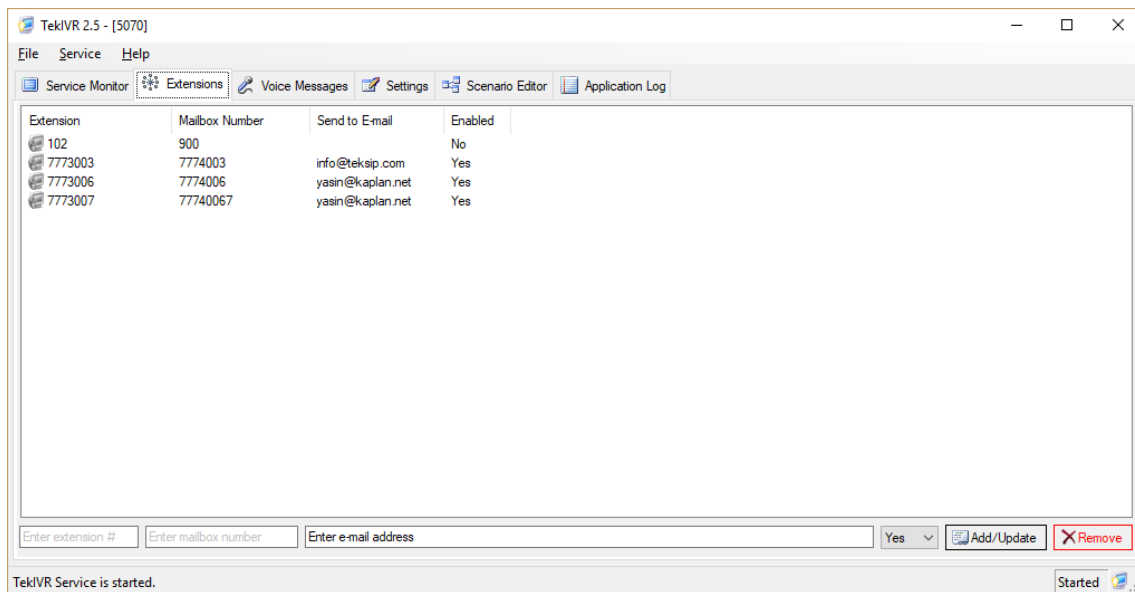 TekIVR 2.5 - [5070]
File Service Help
Service Monitor Extensions Voice Messages Settings Scenario Editor Application Log
Extension Mailbox Number Send to E-mail Enabled
102 900 No
7773003 7774003 info@teksip.com Yes
7773006 7774006 yasin@kaplan.net Yes
7773007 77740067 yasin@kaplan.net Yes
Enter extension # Enter mailbox number Enter e-mail address Yes Add/Update Remove
TekIVR Service is started. Started